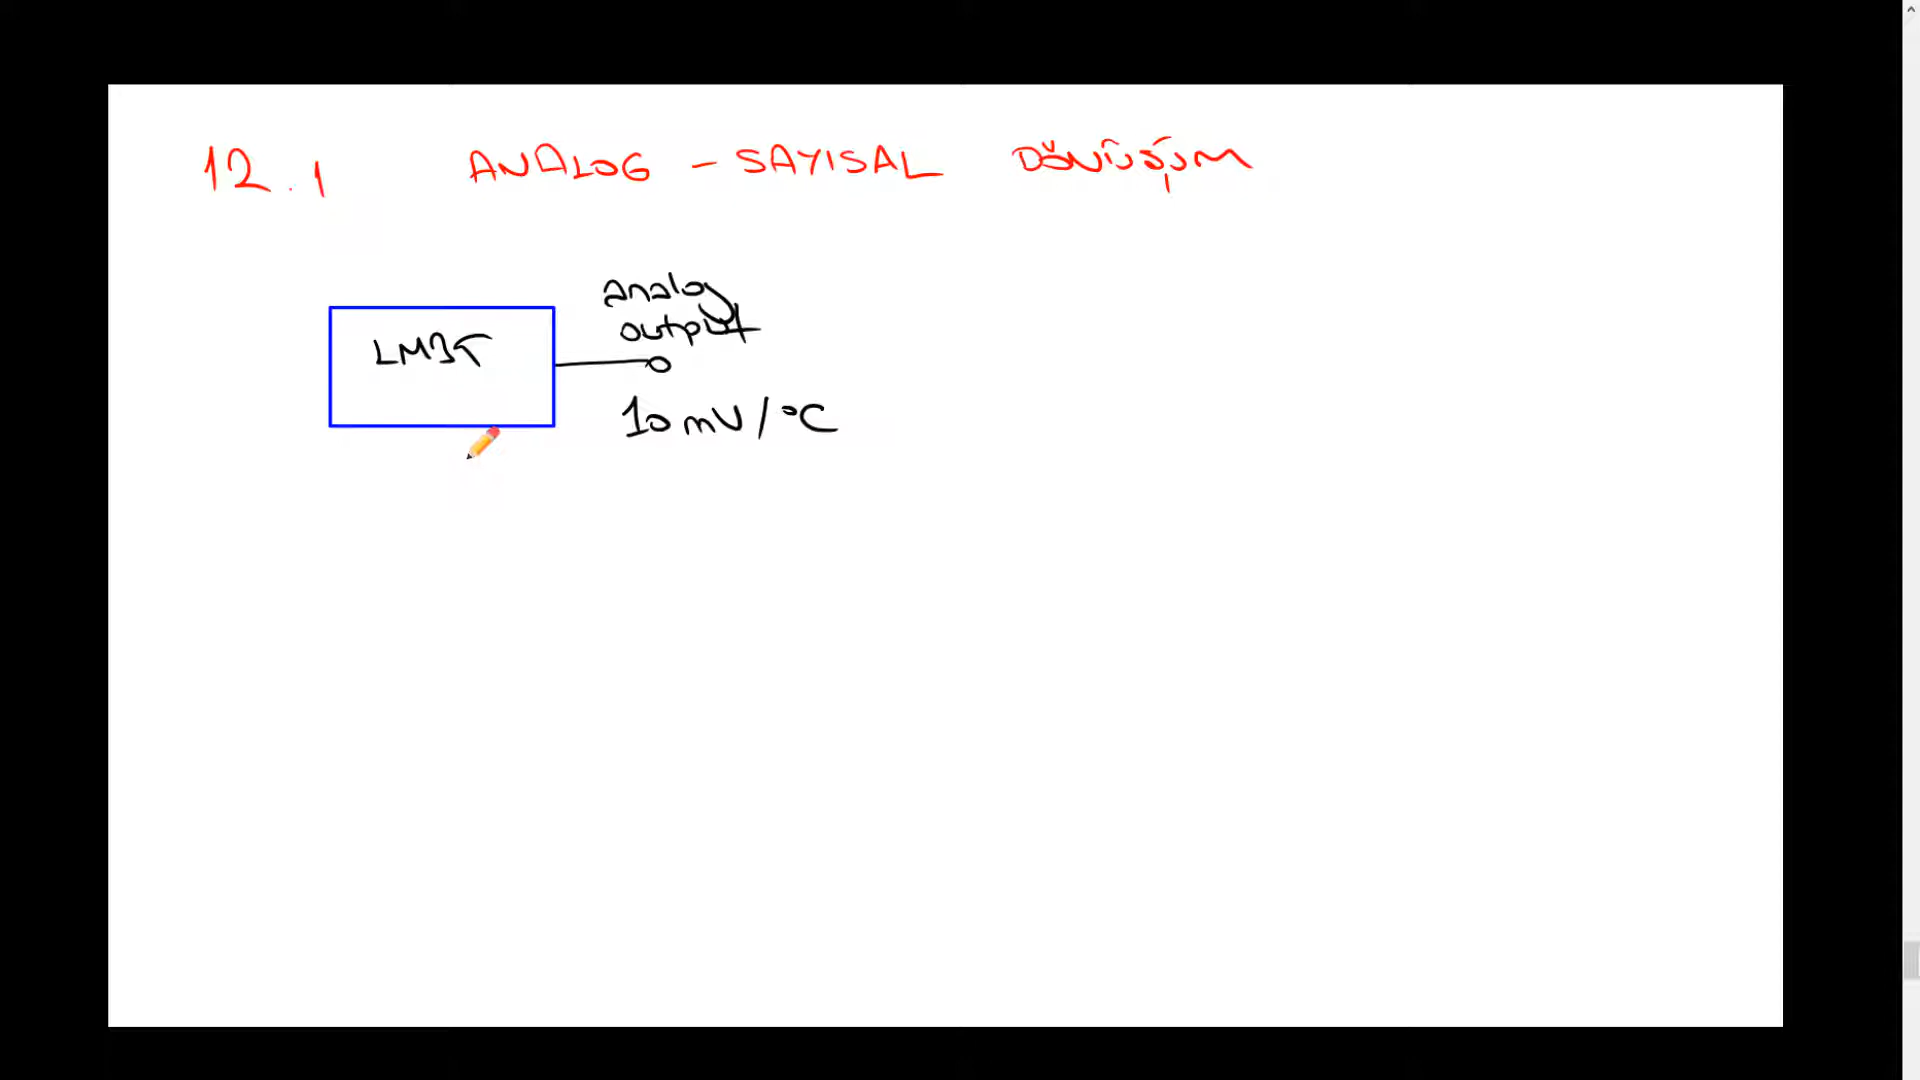 12.1 ANALOG - SAYISAL DÖNÜŞÜM
analog
output
LM35
10 mV/°C